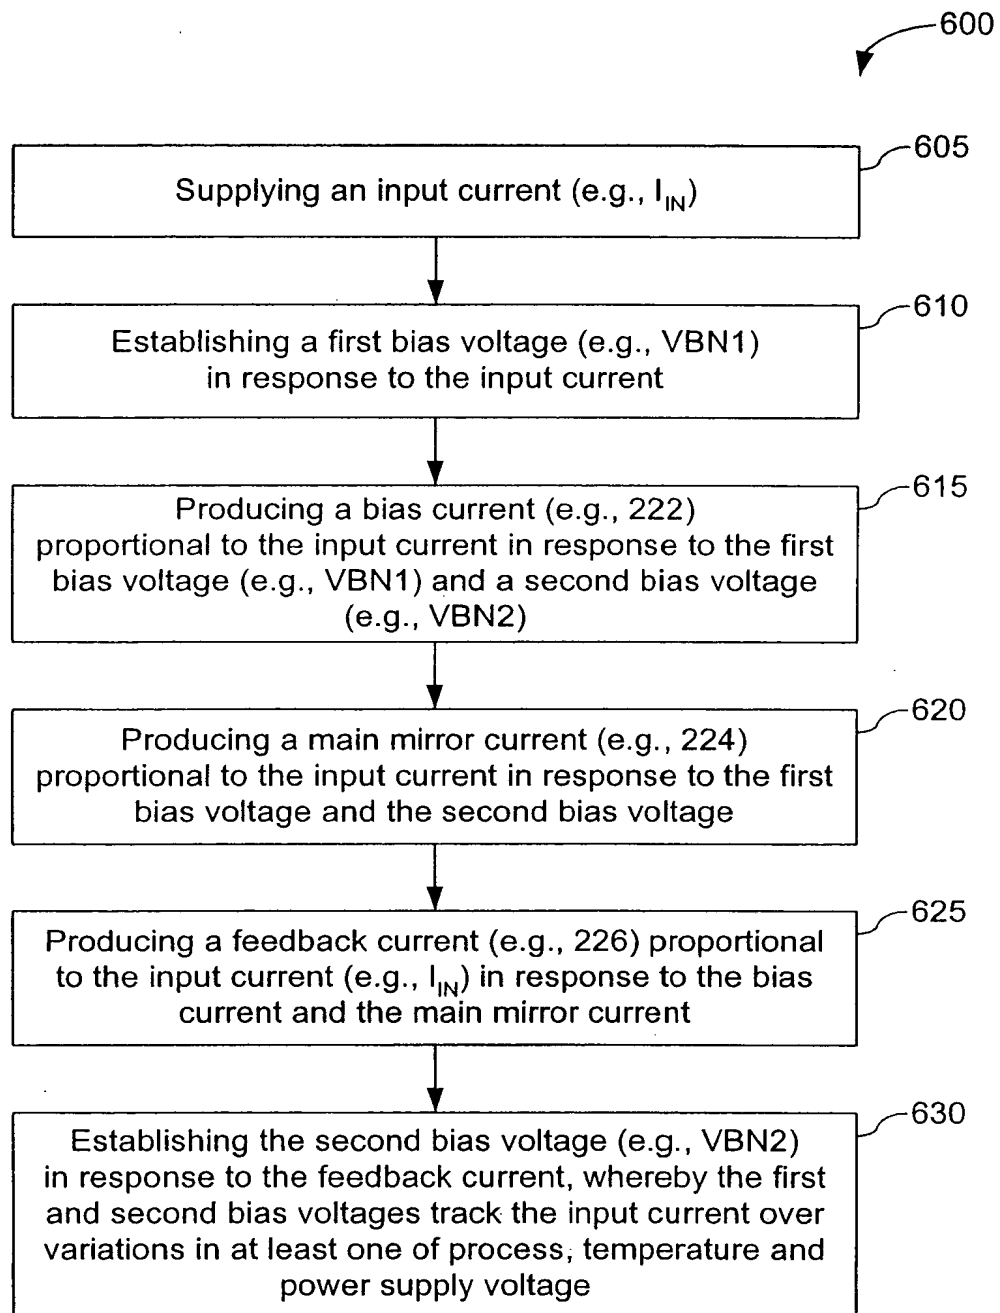 600
605
Supplying an input current (e.g., I_IN)
610
Establishing a first bias voltage (e.g., VBN1)
in response to the input current
615
Producing a bias current (e.g., 222)
proportional to the input current in response to the first
bias voltage (e.g., VBN1) and a second bias voltage
(e.g., VBN2)
620
Producing a main mirror current (e.g., 224)
proportional to the input current in response to the first
bias voltage and the second bias voltage
625
Producing a feedback current (e.g., 226) proportional
to the input current (e.g., I_IN) in response to the bias
current and the main mirror current
630
Establishing the second bias voltage (e.g., VBN2)
in response to the feedback current, whereby the first
and second bias voltages track the input current over
variations in at least one of process, temperature and
power supply voltage